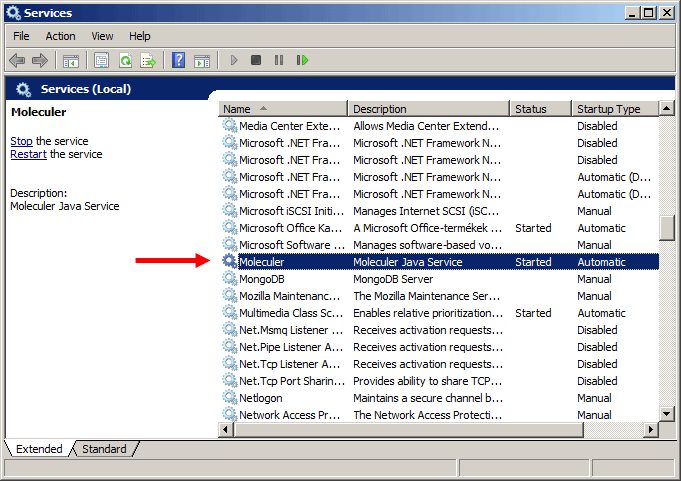 Services
File Action View Help
Services (Local)
Moleculer
Stop the service
Restart the service
Description:
Moleculer Java Service
Name Description Status Startup Type
Media Center Exte... Allows Media Center Extend... Disabled
Microsoft .NET Fra... Microsoft .NET Framework N... Disabled
Microsoft .NET Fra... Microsoft .NET Framework N... Disabled
Microsoft .NET Fra... Microsoft .NET Framework N... Automatic (D...
Microsoft .NET Fra... Microsoft .NET Framework N... Automatic (D...
Microsoft iSCSI Initi... Manages Internet SCSI (iSC... Manual
Microsoft Office Ka... A Microsoft Office-termékek ... Started Automatic
Microsoft Software ... Manages software-based vo... Manual
Moleculer Moleculer Java Service Started Automatic
MongoDB MongoDB Server Manual
Mozilla Maintenanc... The Mozilla Maintenance Ser... Manual
Multimedia Class Sc... Enables relative prioritization... Started Automatic
Net.Msmq Listener ... Receives activation requests... Disabled
Net.Pipe Listener A... Receives activation requests... Disabled
Net.Tcp Listener A... Receives activation requests... Disabled
Net.Tcp Port Sharin... Provides ability to share TCP... Disabled
Netlogon Maintains a secure channel b... Manual
Network Access Pr... The Network Access Protecti... Manual
Extended Standard